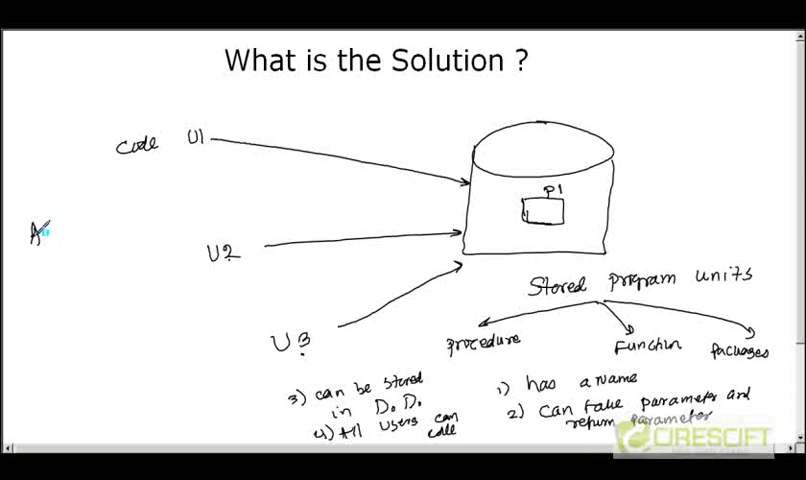 What is the Solution ?
Code U1
P1
U2
Stored program units
U3
procedure Function packages
3) can be stored
in D. D.
4) All users can
call
1) has a name
2) can take parameter and
return parameter
CIRESCIFT